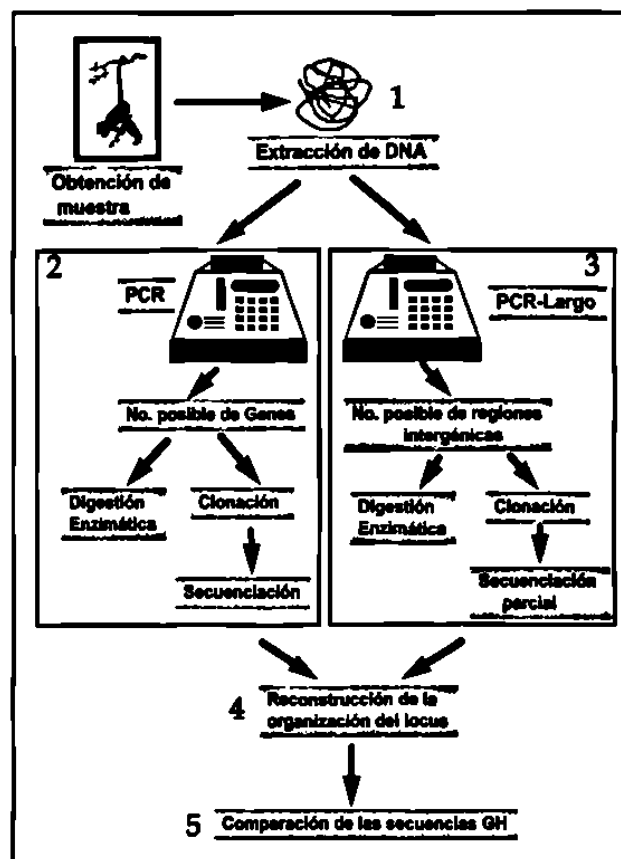 1
Extracción de DNA
Obtención de
muestra
2
PCR
No. posible de Genes
Digestión
Enzimática
Clonación
Secuenciación
3
PCR-Largo
No. posible de regiones
intergénicas
Digestión
Enzimática
Clonación
Secuenciación
parcial
4
Reconstrucción de la
organización del locus
5
Comparación de las secuencias GH